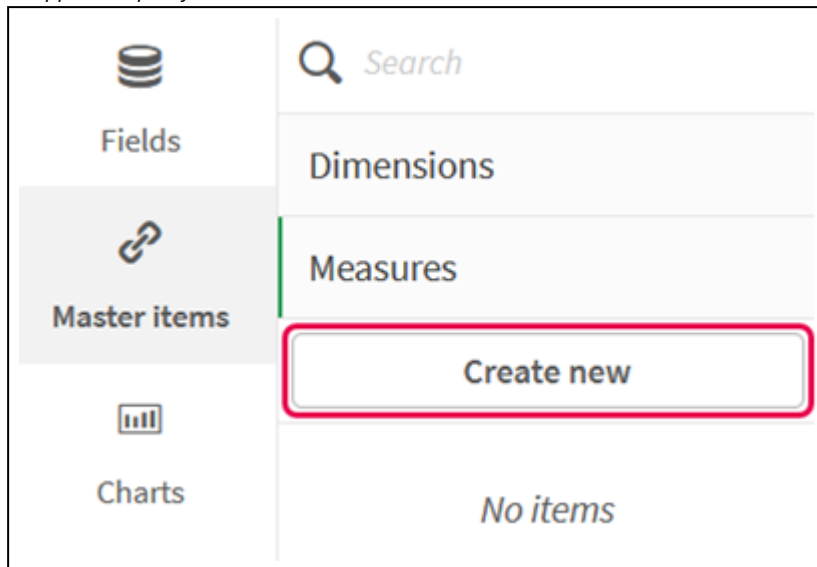 Search
Fields
Dimensions
Measures
Master items
Create new
Charts
No items